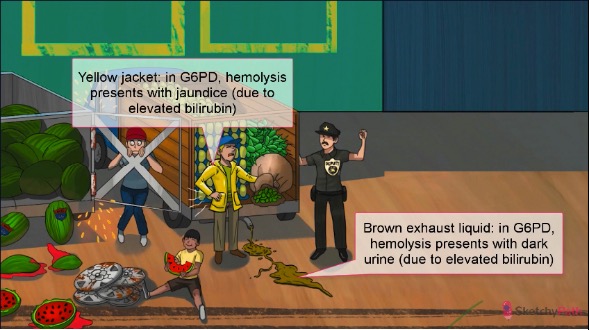 Yellow jacket: in G6PD, hemolysis
presents with jaundice (due to
elevated bilirubin)
Brown exhaust liquid: in G6PD,
hemolysis presents with dark
urine (due to elevated bilirubin)